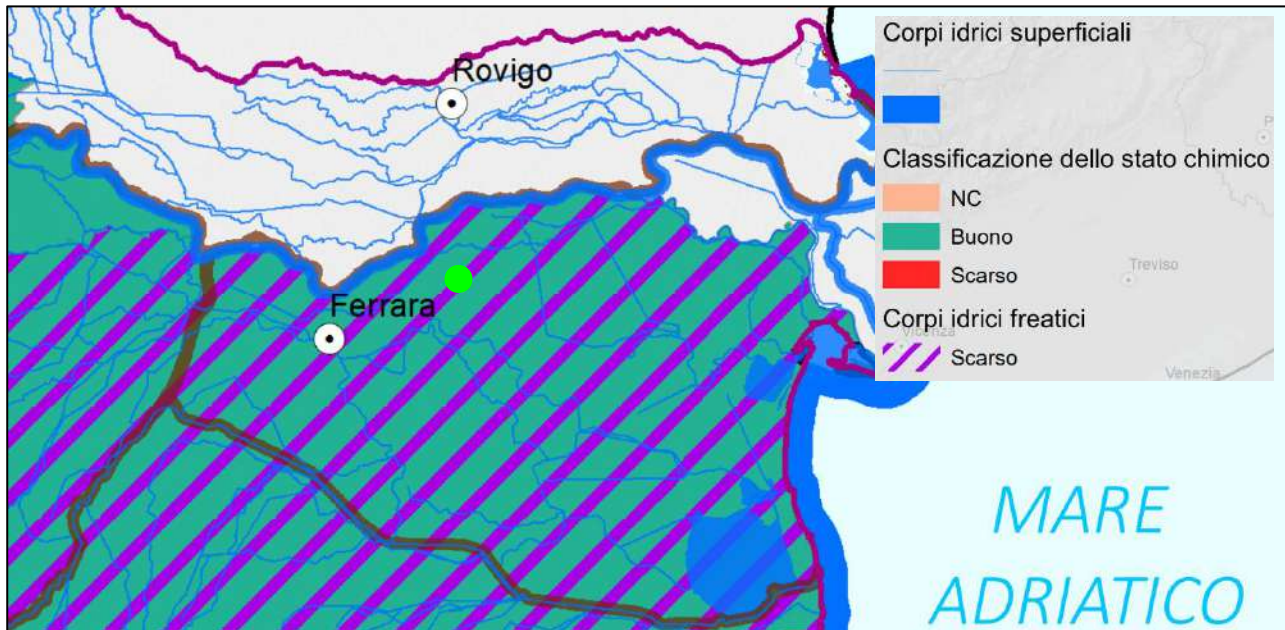 Rovigo
Ferrara
MARE
ADRIATICO
Corpi idrici superficiali
Classificazione dello stato chimico
NC
Buono
Scarso
Corpi idrici freatici
Scarso
Treviso
Vicenza
Venezia
P